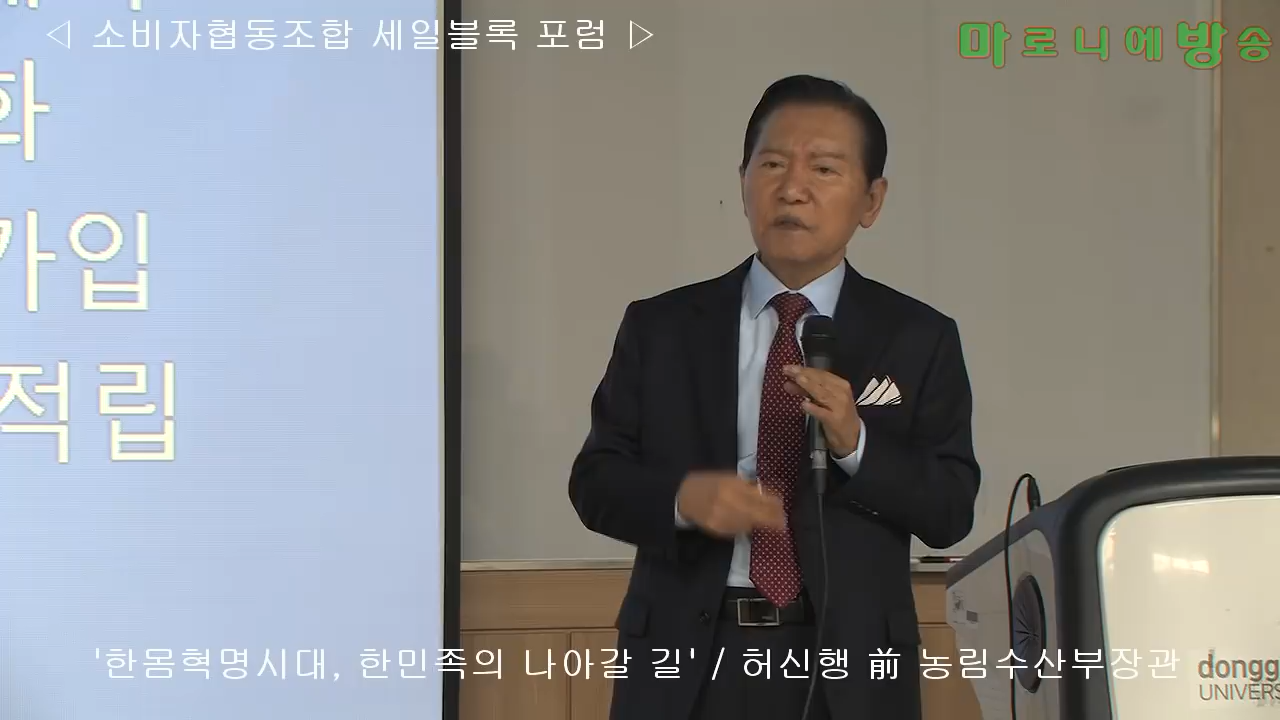 ◁ 소비자협동조합 세일블록 포럼 ▷
마로니에방송
가입
적립
'한몸혁명시대, 한민족의 나아갈 길' / 허신행 前 농림수산부장관
dongg
UNIVERS